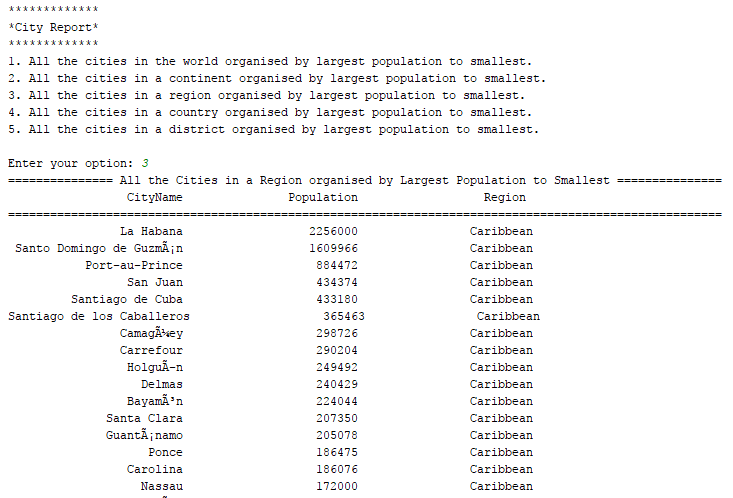 *************
*City Report*
*************
1. All the cities in the world organised by largest population to smallest.
2. All the cities in a continent organised by largest population to smallest.
3. All the cities in a region organised by largest population to smallest.
4. All the cities in a country organised by largest population to smallest.
5. All the cities in a district organised by largest population to smallest.
Enter your option: 3
=============== All the Cities in a Region organised by Largest Population to Smallest ===============
CityName Population Region
======================================================================================================
La Habana 2256000 Caribbean
Santo Domingo de GuzmÃ¡n 1609966 Caribbean
Port-au-Prince 884472 Caribbean
San Juan 434374 Caribbean
Santiago de Cuba 433180 Caribbean
Santiago de los Caballeros 365463 Caribbean
CamagÃ¼ey 298726 Caribbean
Carrefour 290204 Caribbean
HolguÃ-n 249492 Caribbean
Delmas 240429 Caribbean
BayamÃ³n 224044 Caribbean
Santa Clara 207350 Caribbean
GuantÃ¡namo 205078 Caribbean
Ponce 186475 Caribbean
Carolina 186076 Caribbean
Nassau 172000 Caribbean